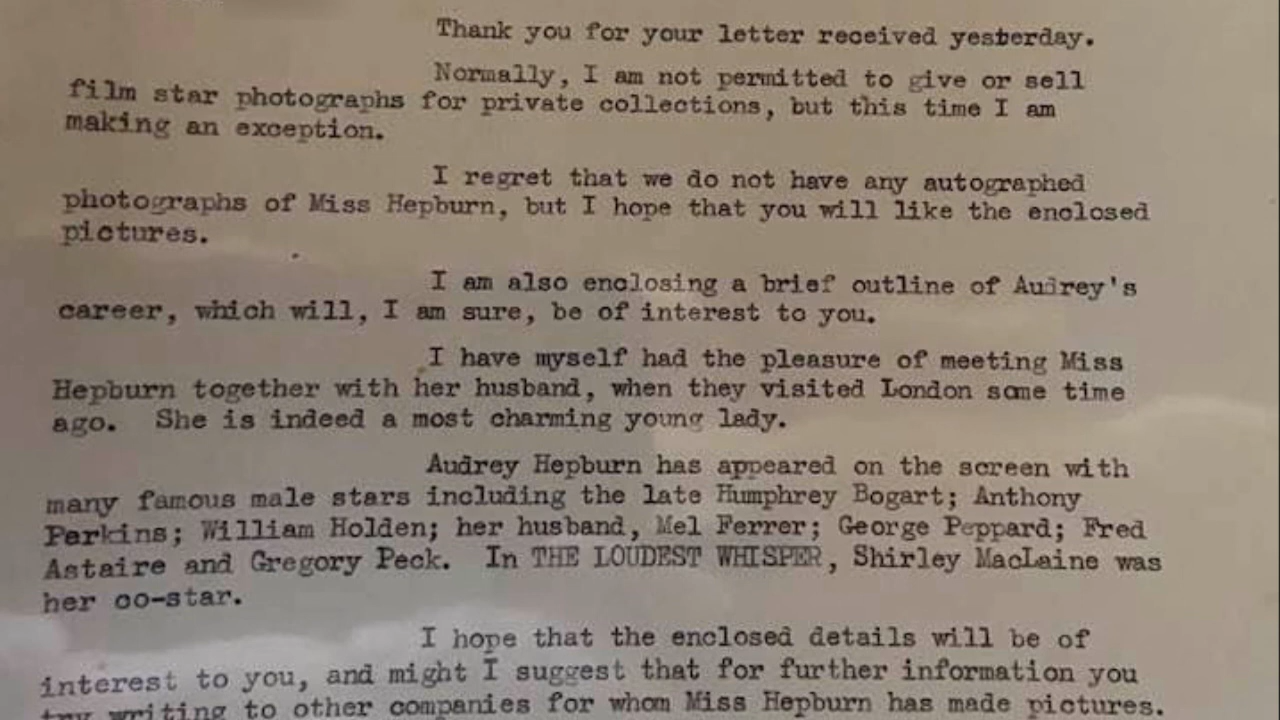 Thank you for your letter received yesterday.
Normally, I am not permitted to give or sell
film star photographs for private collections, but this time I am
making an exception.
I regret that we do not have any autographed
photographs of Miss Hepburn, but I hope that you will like the enclosed
pictures.
I am also enclosing a brief outline of Audrey's
career, which will, I am sure, be of interest to you.
I have myself had the pleasure of meeting Miss
Hepburn together with her husband, when they visited London some time
ago. She is indeed a most charming young lady.
Audrey Hepburn has appeared on the screen with
many famous male stars including the late Humphrey Bogart; Anthony
Perkins; William Holden; her husband, Mel Ferrer; George Peppard; Fred
Astaire and Gregory Peck. In THE LOUDEST WHISPER, Shirley MacLaine was
her co-star.
I hope that the enclosed details will be of
interest to you, and might I suggest that for further information you
try writing to other companies for whom Miss Hepburn has made pictures.